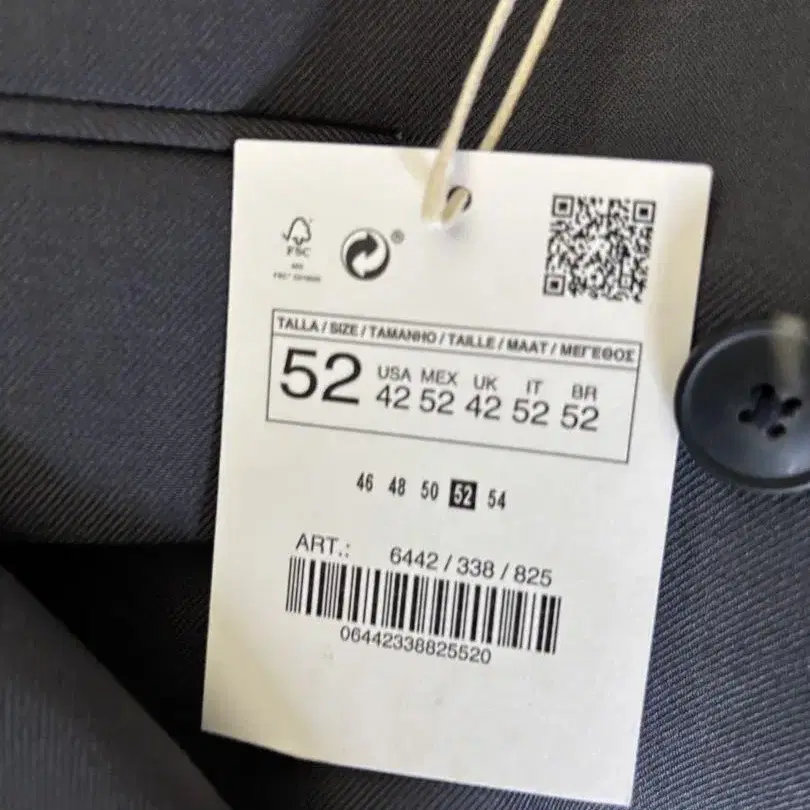 FSC
®
TALLA / SIZE / TAMANHO / TAILLE / MAAT / ΜΕΓΕΘΟΣ
52
USA MEX UK IT BR
42 52 42 52 52
46 48 50 52 54
ART.: 6442 / 338 / 825
06442338825520